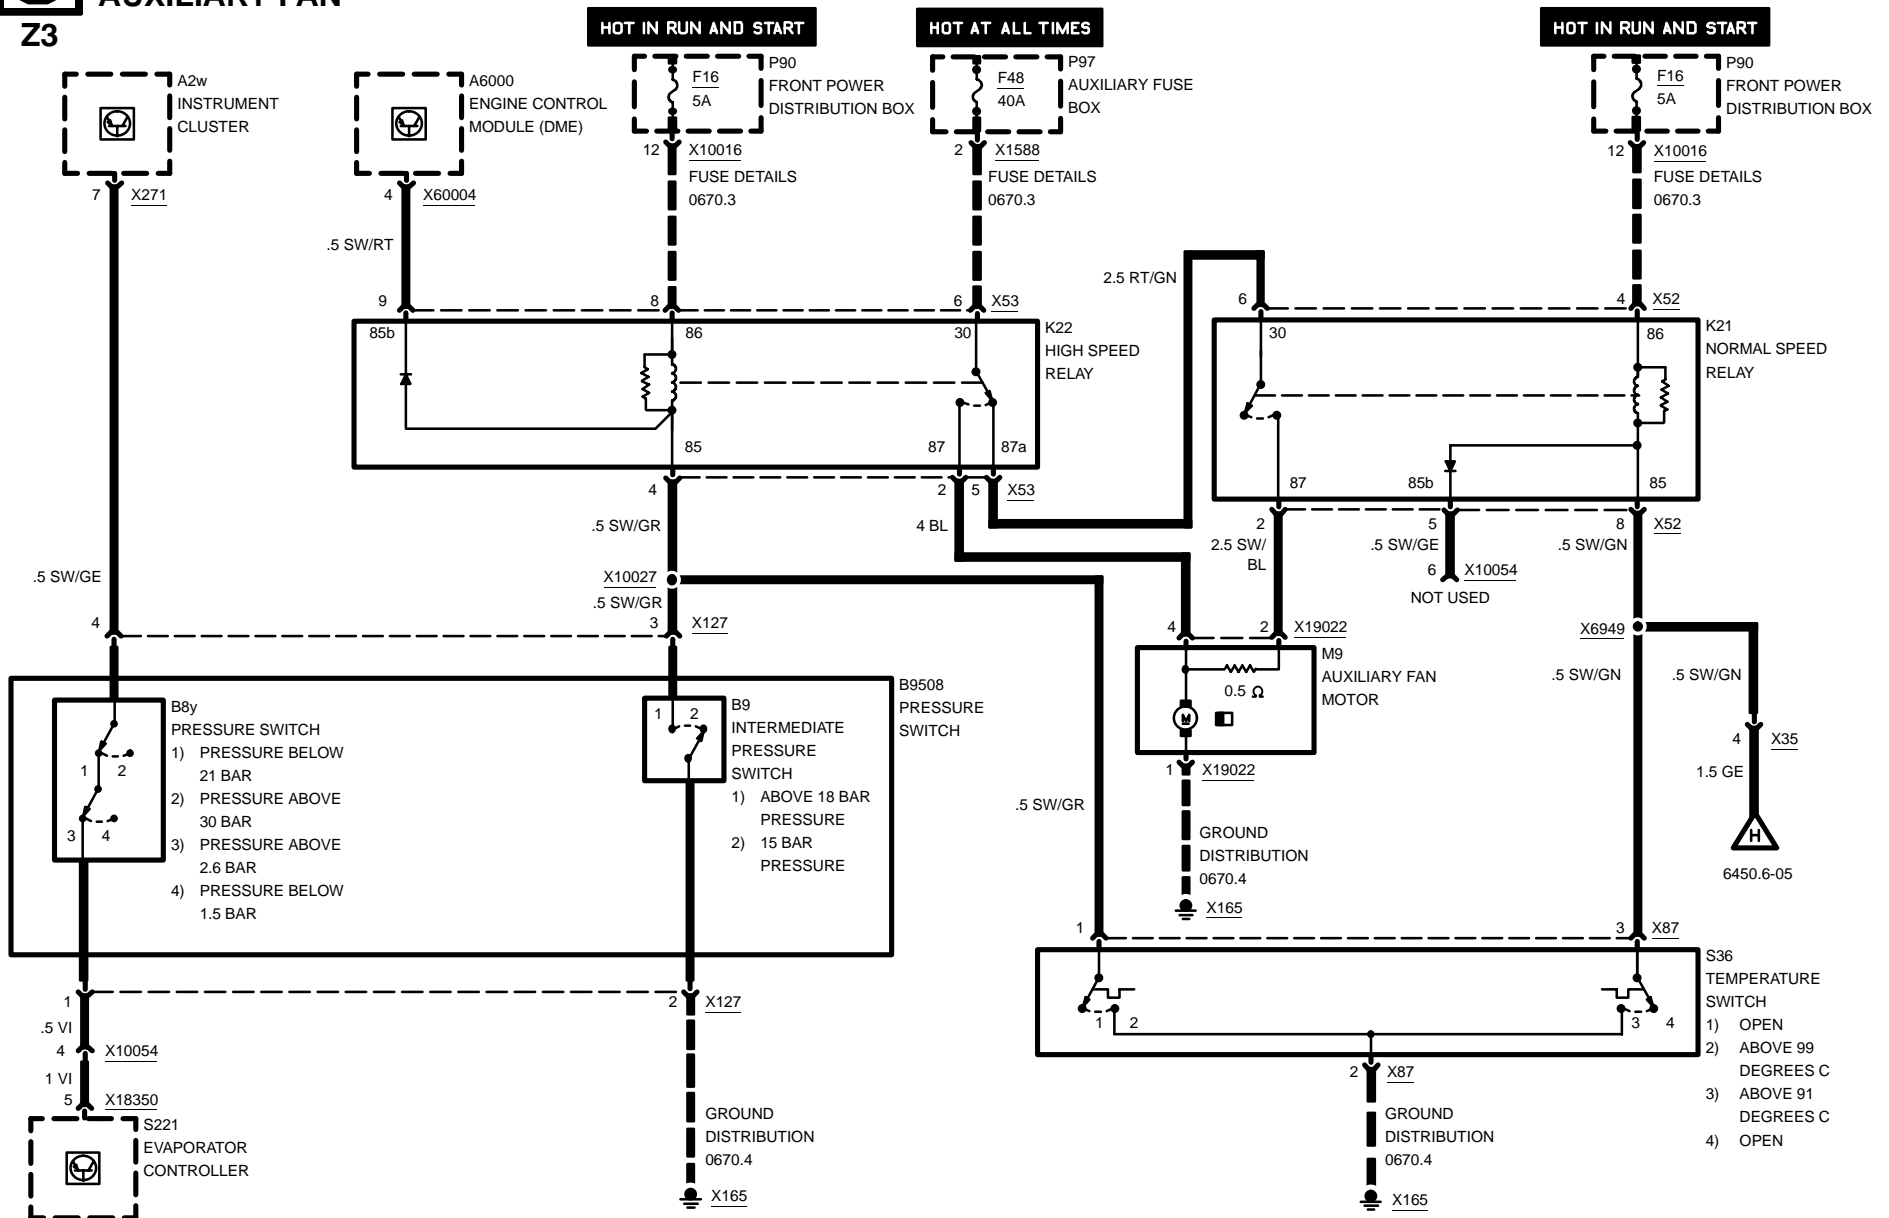 AUXILIARY FAN
Z3
HOT IN RUN AND START
HOT AT ALL TIMES
HOT IN RUN AND START
A2w
INSTRUMENT
CLUSTER
7
X271
A6000
ENGINE CONTROL
MODULE (DME)
4
X60004
F16
5A
P90
FRONT POWER
DISTRIBUTION BOX
12
X10016
FUSE DETAILS
0670.3
F48
40A
P97
AUXILIARY FUSE
BOX
2
X1588
FUSE DETAILS
0670.3
F16
5A
P90
FRONT POWER
DISTRIBUTION BOX
12
X10016
FUSE DETAILS
0670.3
.5 SW/RT
2.5 RT/GN
9
8
6
X53
6
4
X52
85b
86
30
K22
HIGH SPEED
RELAY
85
87
87a
30
86
K21
NORMAL SPEED
RELAY
87
85b
85
4
2
5
X53
.5 SW/GR
4 BL
2
5
8
X52
2.5 SW/
BL
.5 SW/GE
.5 SW/GN
6
X10054
NOT USED
.5 SW/GE
X10027
.5 SW/GR
4
3
X127
4
2
X19022
X6949
.5 SW/GN
.5 SW/GN
M9
AUXILIARY FAN
MOTOR
0.5 Ω
M
1
X19022
GROUND
DISTRIBUTION
0670.4
X165
4
X35
1.5 GE
H
6450.6-05
B9508
PRESSURE
SWITCH
B8y
PRESSURE SWITCH
1) PRESSURE BELOW
21 BAR
2) PRESSURE ABOVE
30 BAR
3) PRESSURE ABOVE
2.6 BAR
4) PRESSURE BELOW
1.5 BAR
1
2
3
4
1
2
B9
INTERMEDIATE
PRESSURE
SWITCH
1) ABOVE 18 BAR
PRESSURE
2) 15 BAR
PRESSURE
.5 SW/GR
1
3
X87
S36
TEMPERATURE
SWITCH
1) OPEN
2) ABOVE 99
DEGREES C
3) ABOVE 91
DEGREES C
4) OPEN
1
2
3
4
2
X87
GROUND
DISTRIBUTION
0670.4
X165
1
2
X127
.5 VI
4
X10054
1 VI
5
X18350
S221
EVAPORATOR
CONTROLLER
GROUND
DISTRIBUTION
0670.4
X165